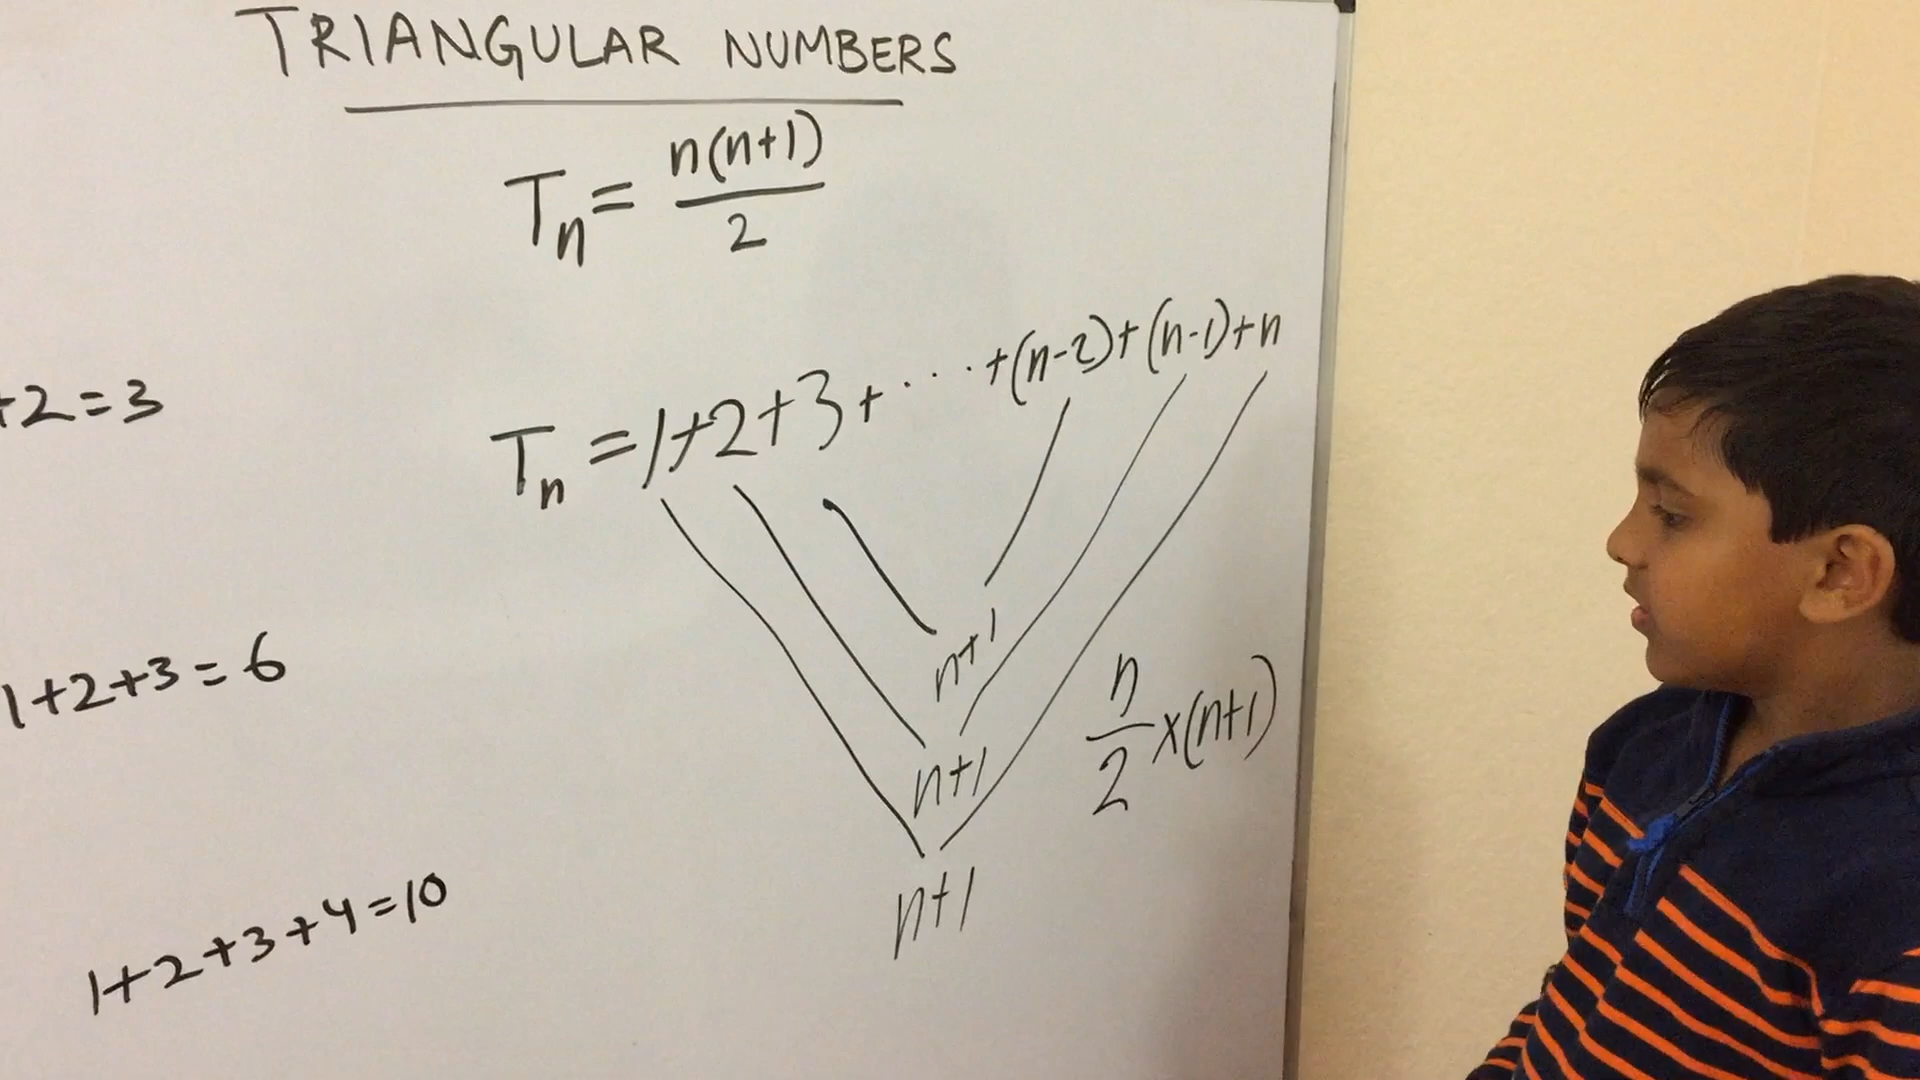 TRIANGULAR NUMBERS
Tn = n(n+1)/2
+2=3
Tn = 1+2+3+ ··· +(n-2)+(n-1)+n
1+2+3=6
n+1
n+1
n/2 x(n+1)
n+1
1+2+3+4=10